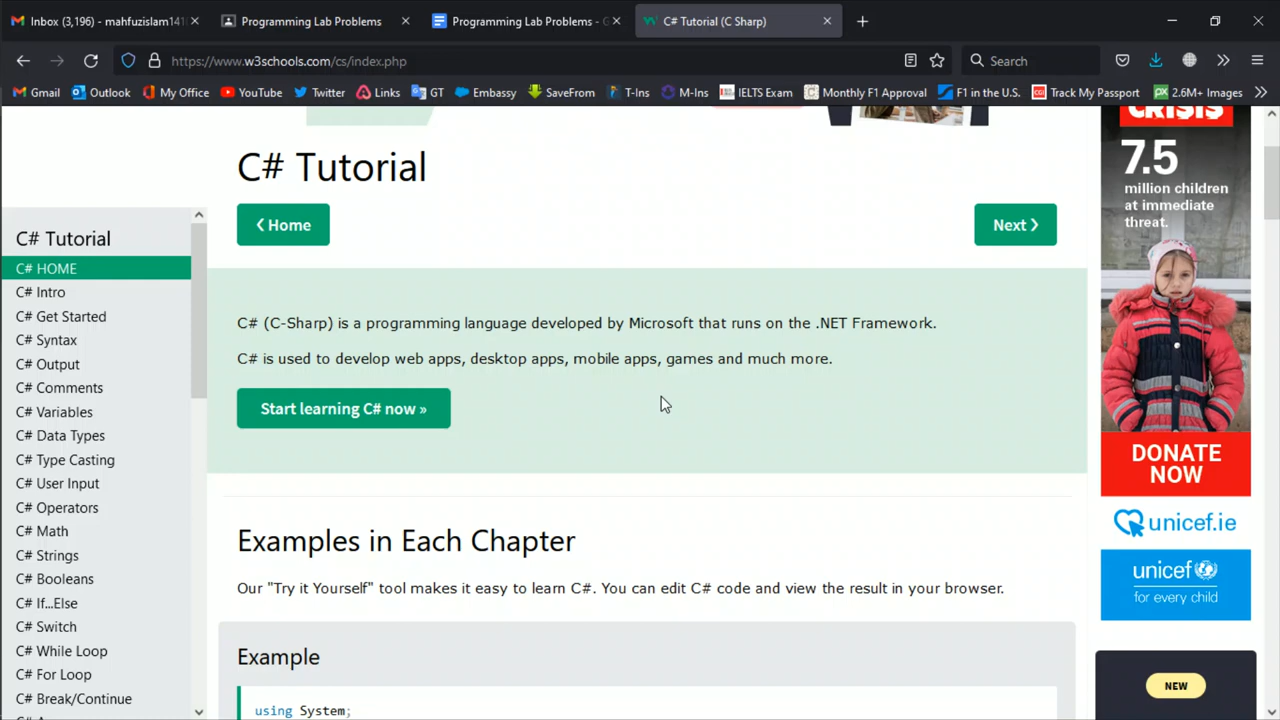 Inbox (3,196) - mahfuzislam141
Programming Lab Problems
Programming Lab Problems - G
C# Tutorial (C Sharp)
https://www.w3schools.com/cs/index.php
Search
Gmail
Outlook
My Office
YouTube
Twitter
Links
GT
Embassy
SaveFrom
T-Ins
M-Ins
IELTS Exam
Monthly F1 Approval
F1 in the U.S.
Track My Passport
2.6M+ Images
C# Tutorial
❮ Home
Next ❯
C# (C-Sharp) is a programming language developed by Microsoft that runs on the .NET Framework.
C# is used to develop web apps, desktop apps, mobile apps, games and much more.
Start learning C# now »
Examples in Each Chapter
Our "Try it Yourself" tool makes it easy to learn C#. You can edit C# code and view the result in your browser.
Example
using System;
C# Tutorial
C# HOME
C# Intro
C# Get Started
C# Syntax
C# Output
C# Comments
C# Variables
C# Data Types
C# Type Casting
C# User Input
C# Operators
C# Math
C# Strings
C# Booleans
C# If...Else
C# Switch
C# While Loop
C# For Loop
C# Break/Continue
CRISIS
7.5
million children
at immediate
threat.
DONATE
NOW
unicef.ie
unicef
for every child
NEW